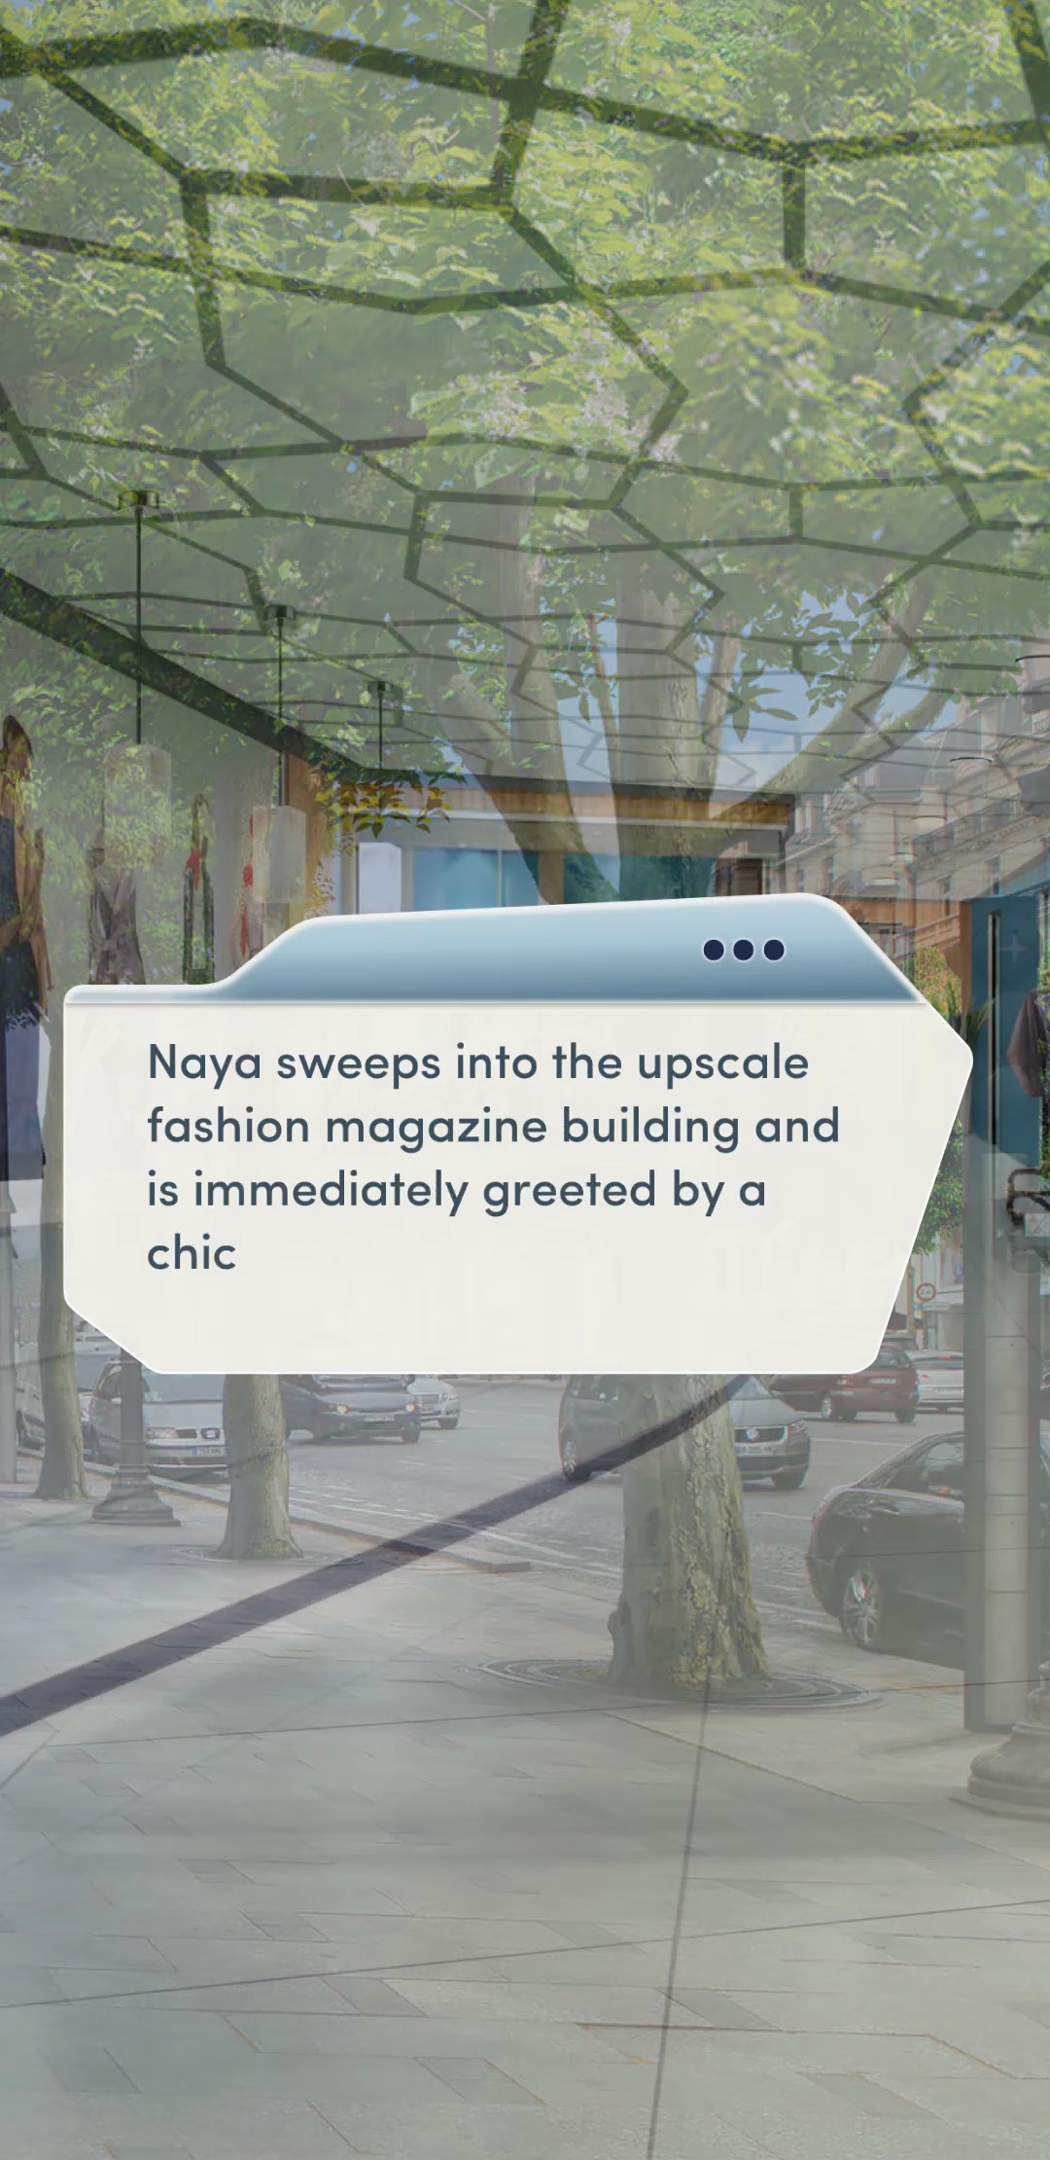 Naya sweeps into the upscale
fashion magazine building and
is immediately greeted by a
chic